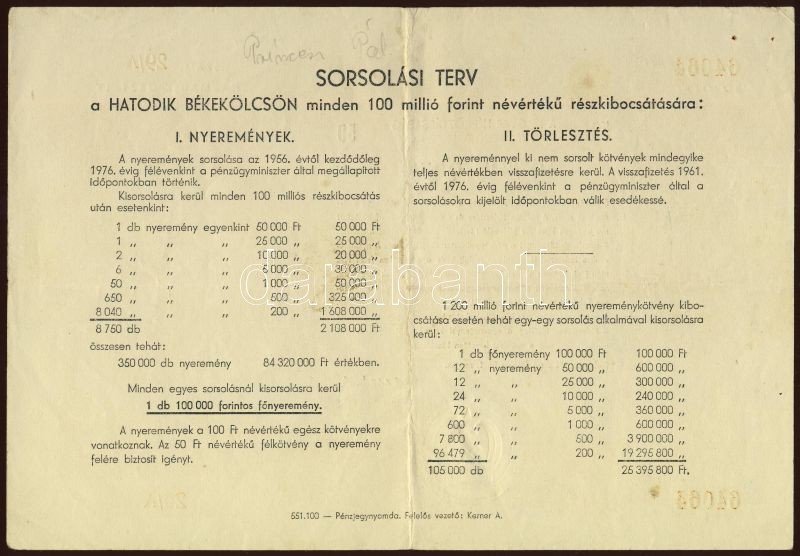 SORSOLÁSI TERV
a HATODIK BÉKEKÖLCSÖN minden 100 millió forint névértékű részkibocsátására:
I. NYEREMÉNYEK.
A nyeremények sorsolása az 1956. évtől kezdődőleg
1976. évig félévenkint a pénzügyminiszter által megállapított
időpontokban történik.
Kisorsolásra kerül minden 100 milliós részkibocsátás
után esetenkint:
1 db nyeremény egyenkint 50 000 Ft 50 000 Ft
1 „ „ „ 25 000 „ 25 000 „
2 „ „ „ 10 000 „ 20 000 „
6 „ „ „ 5 000 „ 30 000 „
50 „ „ „ 1 000 „ 50 000 „
650 „ „ „ 500 „ 325 000 „
8 040 „ „ „ 200 „ 1 608 000 „
8 750 db 2 108 000 Ft
összesen tehát:
350 000 db nyeremény 84 320 000 Ft értékben.
Minden egyes sorsolásnál kisorsolásra kerül
1 db 100 000 forintos főnyeremény.
A nyeremények a 100 Ft névértékű egész kötvényekre
vonatkoznak. Az 50 Ft névértékű félkötvény a nyeremény
felére biztosít igényt.
II. TÖRLESZTÉS.
A nyereménnyel ki nem sorsolt kötvények mindegyike
teljes névértékben visszafizetésre kerül. A visszafizetés 1961.
évtől 1976. évig félévenkint a pénzügyminiszter által a
sorsolásokra kijelölt időpontokban válik esedékessé.
1 200 millió forint névértékű nyereménykötvény kibo-
csátása esetén tehát egy-egy sorsolás alkalmával kisorsolásra
kerül:
1 db főnyeremény 100 000 Ft 100 000 Ft
12 „ nyeremény 50 000 „ 600 000 „
12 „ „ 25 000 „ 300 000 „
24 „ „ 10 000 „ 240 000 „
72 „ „ 5 000 „ 360 000 „
600 „ „ 1 000 „ 600 000 „
7 800 „ „ 500 „ 3 900 000 „
96 479 „ „ 200 „ 19 295 800 „
105 000 db 25 395 800 Ft.
551.100 — Pénzjegynyomda. Felelős vezető: Kerner A.
darabanth